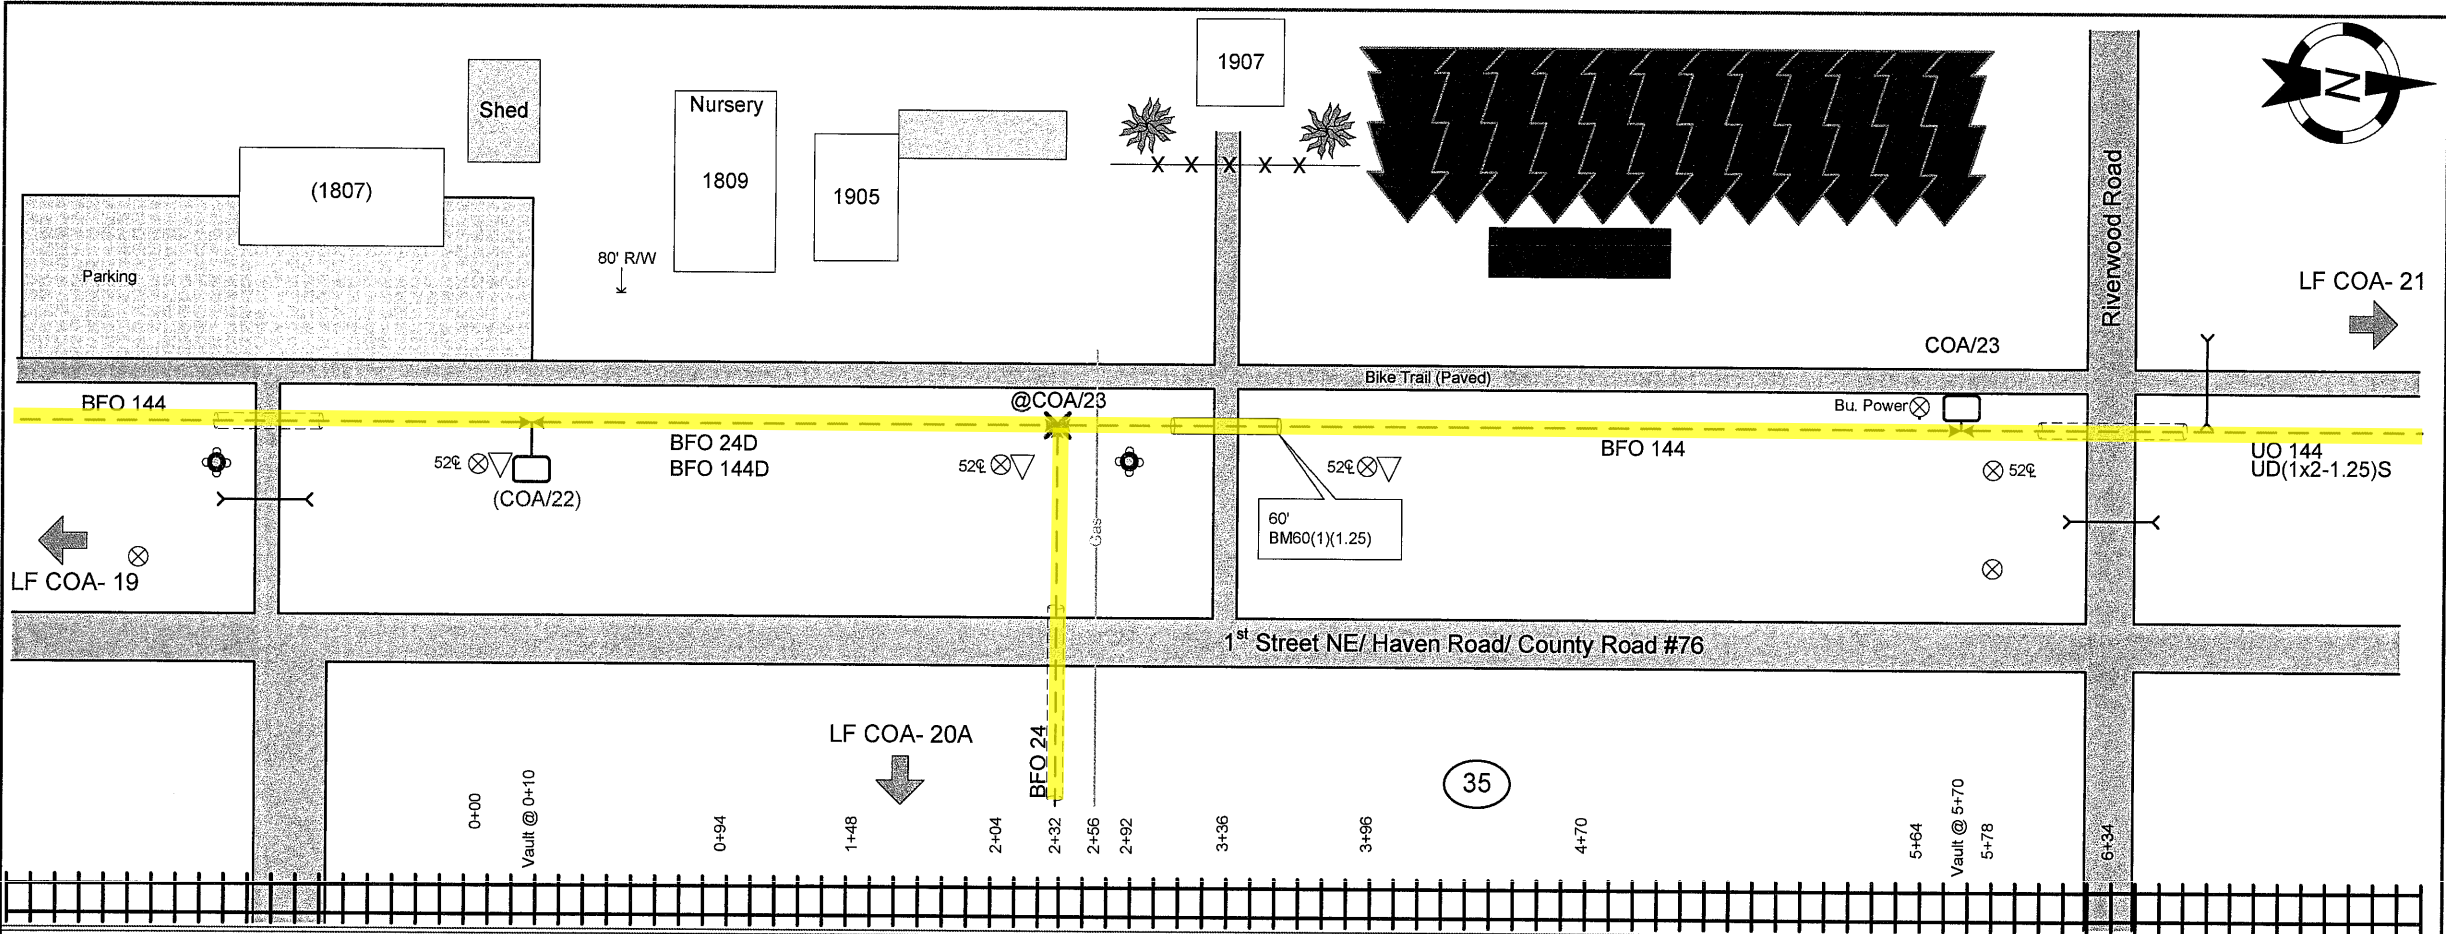 1907
Shed
Nursery
1809
(1807)
1905
N
Riverwood Road
80' R/W
Parking
LF COA- 21
COA/23
Bike Trail (Paved)
BFO 144
@COA/23
Bu. Power
BFO 24D
BFO 144D
BFO 144
UO 144
UD(1x2-1.25)S
52℄
52℄
52℄
52℄
(COA/22)
60'
BM60(1)(1.25)
Gas
LF COA- 19
1st Street NE/ Haven Road/ County Road #76
LF COA- 20A
BFO 24
35
0+00
Vault @ 0+10
0+94
1+48
2+04
2+32
2+56
2+92
3+36
3+96
4+70
5+64
Vault @ 5+70
5+78
6+34
X X X X X